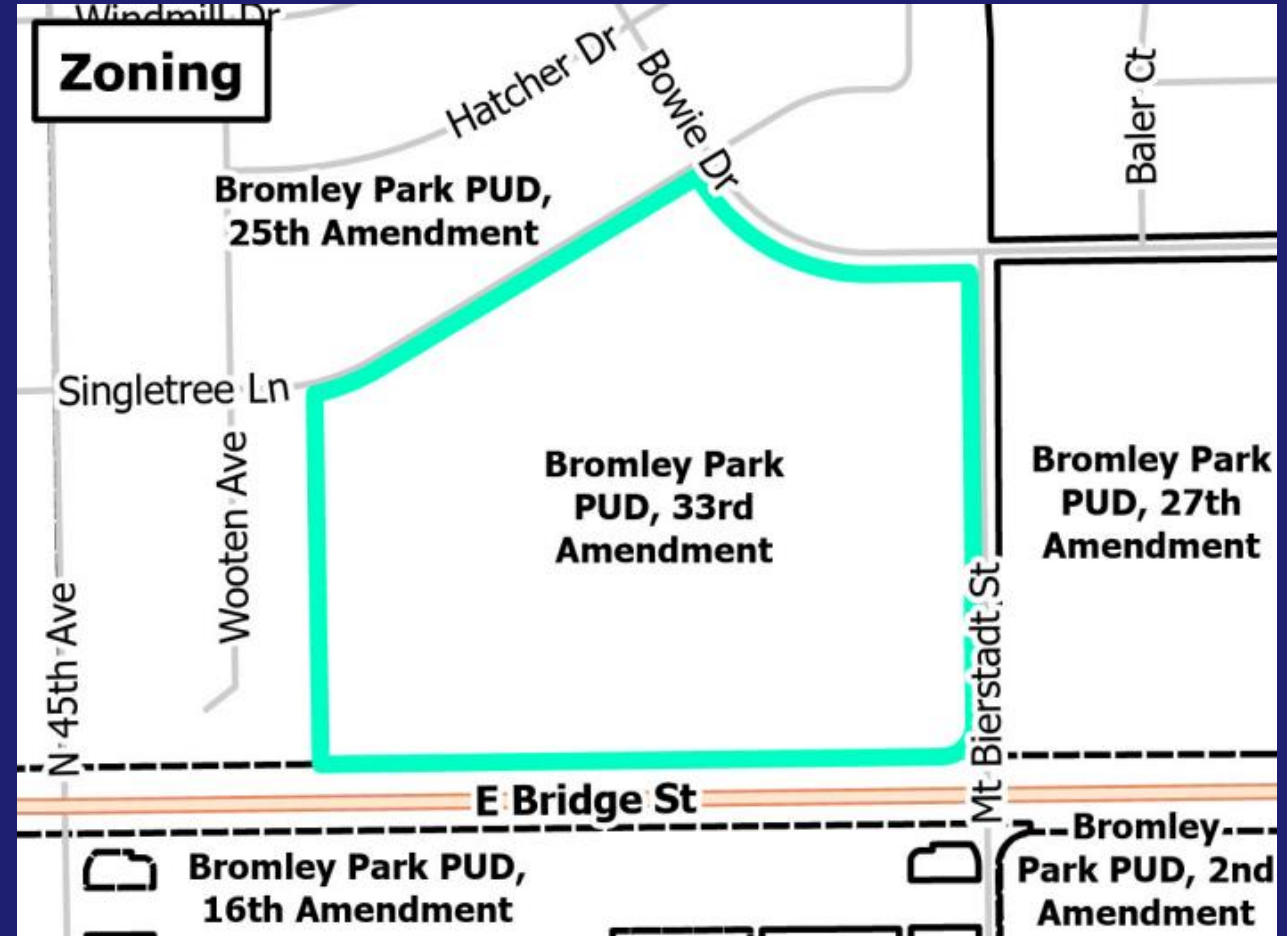 Windmill Dr
Zoning
Hatcher Dr
Bowie Dr
Baler Ct
Bromley Park PUD,
25th Amendment
Singletree Ln
Wooten Ave
N 45th Ave
Bromley Park
PUD, 33rd
Amendment
Bromley Park
PUD, 27th
Amendment
Mt Bierstadt St
E Bridge St
Bromley Park PUD,
16th Amendment
Bromley
Park PUD, 2nd
Amendment